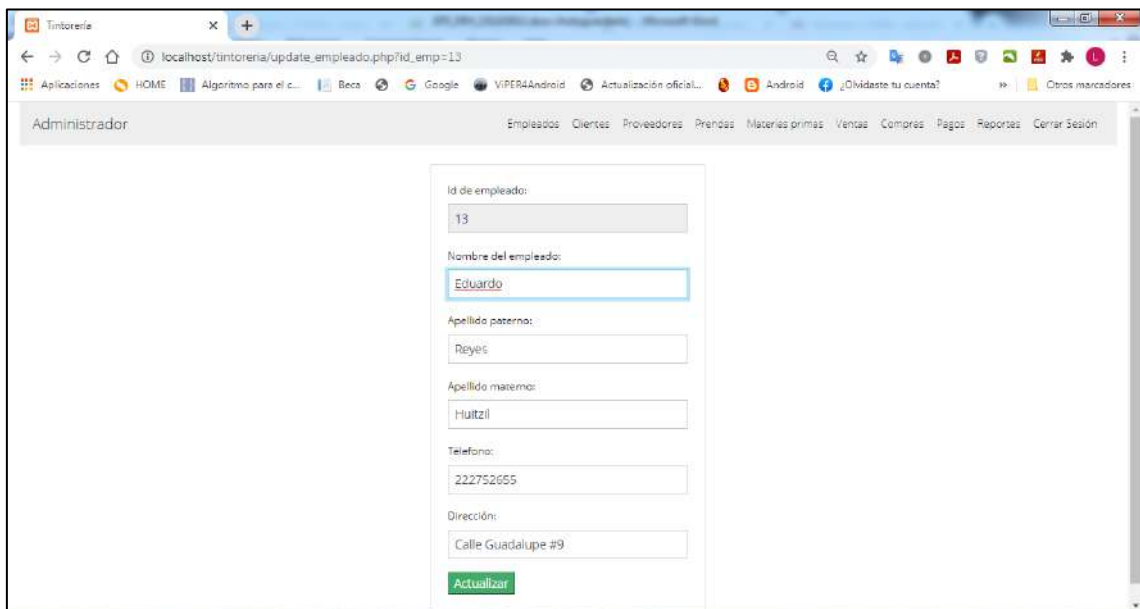 Tintorería
localhost/tintoreria/update_empleado.php?id_emp=13
Aplicaciones HOME Algoritmo para el c... Beca Google ViPER4Android Actualización oficial... Android ¿Olvidaste tu cuenta? » Otros marcadores
Administrador Empleados Clientes Proveedores Prendas Materias primas Ventas Compras Pagos Reportes Cerrar Sesión
Id de empleado:
13
Nombre del empleado:
Eduardo
Apellido paterno:
Reyes
Apellido materno:
Huitzil
Telefono:
222752655
Dirección:
Calle Guadalupe #9
Actualizar